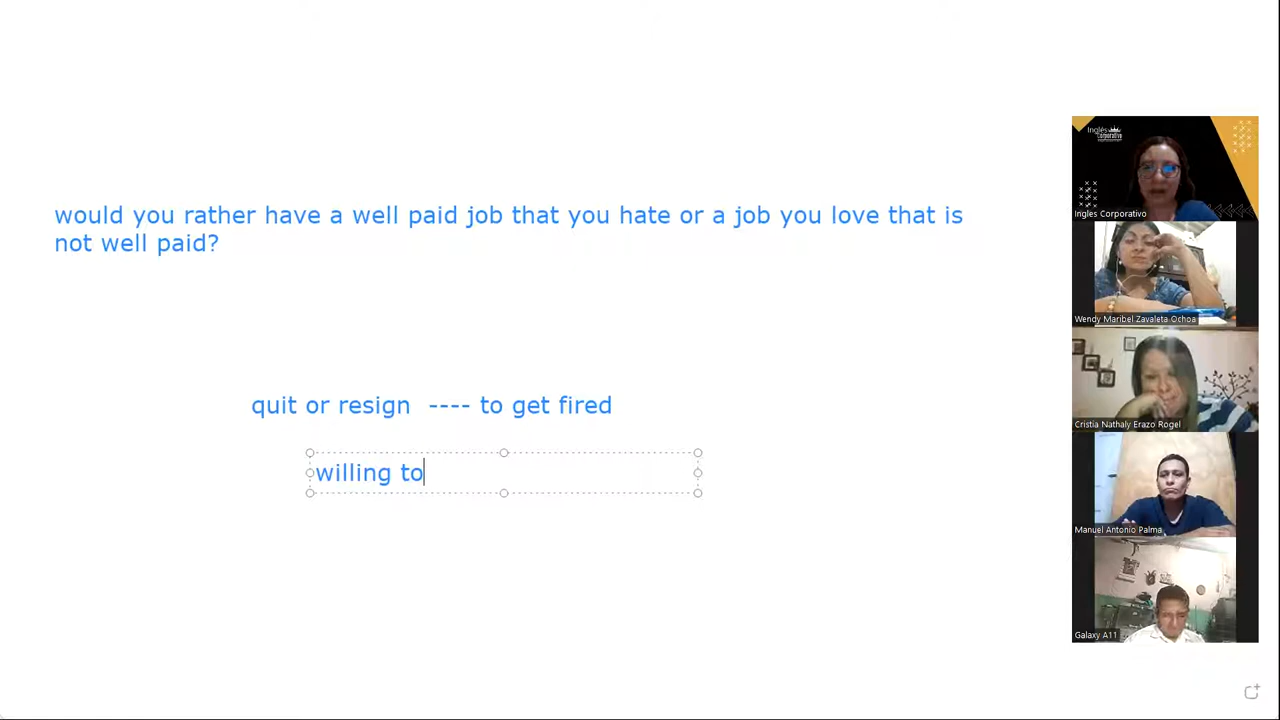 would you rather have a well paid job that you hate or a job you love that is
not well paid?
quit or resign ---- to get fired
willing to
Inglés
Corporativo
Ingles Corporativo
Wendy Maribel Zavaleta Ochoa
Cristia Nathaly Erazo Rogel
Manuel Antonio Palma
Galaxy A11